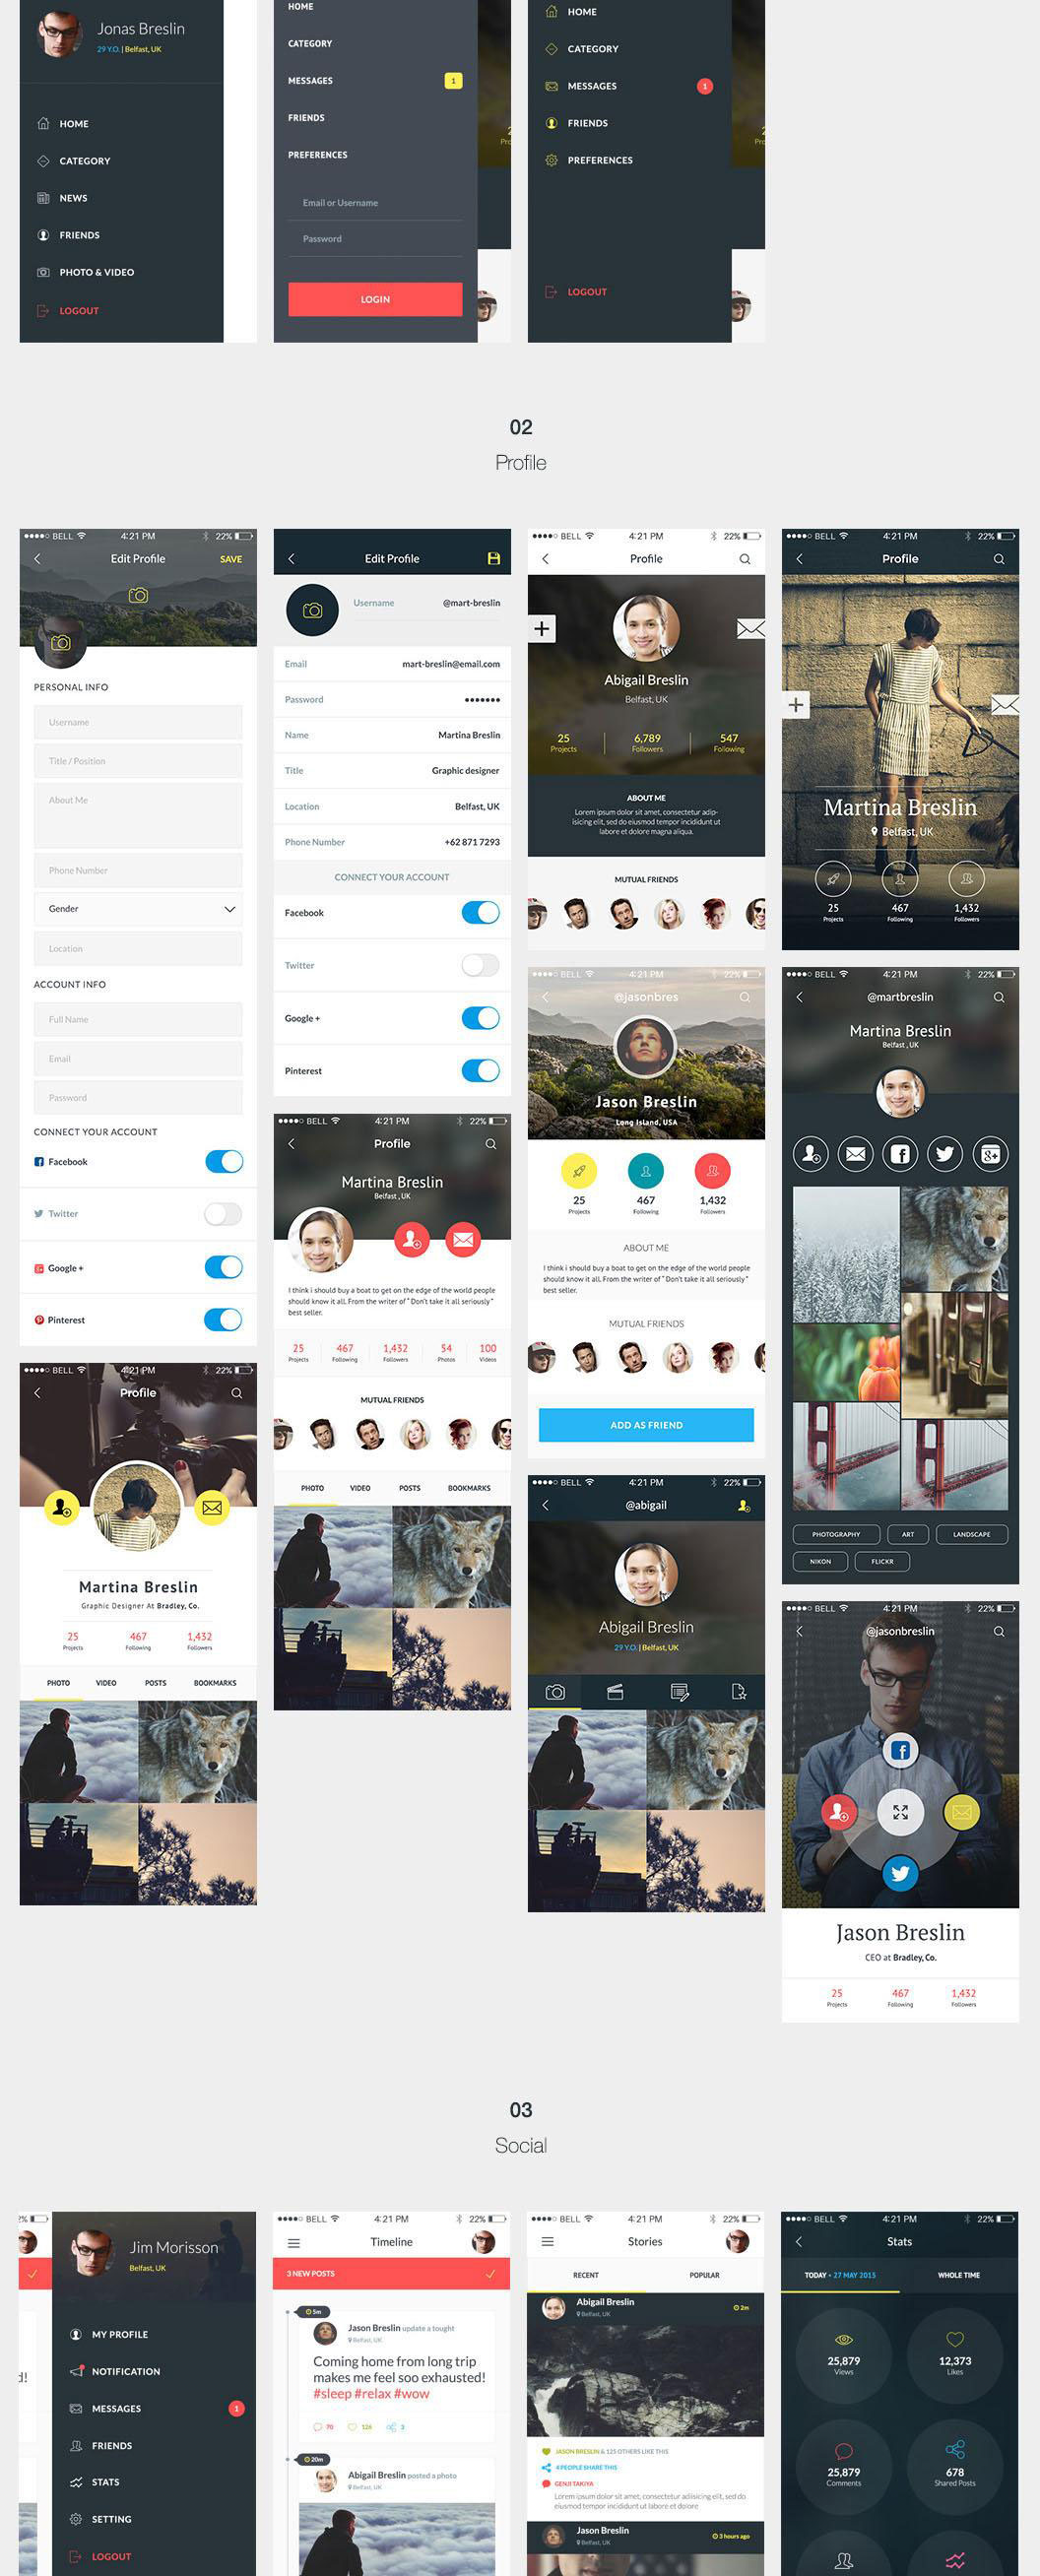 Jonas Breslin
29 Y.O. | Belfast, UK
HOME
CATEGORY
NEWS
FRIENDS
PHOTO & VIDEO
LOGOUT
HOME
CATEGORY
MESSAGES
1
FRIENDS
PREFERENCES
Email or Username
Password
LOGIN
2
Pro
HOME
CATEGORY
MESSAGES
1
FRIENDS
PREFERENCES
LOGOUT
2
Pro
02
Profile
BELL 4:21 PM 22%
Edit Profile SAVE
PERSONAL INFO
Username
Title / Position
About Me
Phone Number
Gender
Location
ACCOUNT INFO
Full Name
Email
Password
CONNECT YOUR ACCOUNT
Facebook
Twitter
Google +
Pinterest
BELL 4:21 PM 22%
Profile
Martina Breslin
Graphic Designer At Bradley, Co.
25 467 1,432
Projects Following Followers
PHOTO VIDEO POSTS BOOKMARKS
Edit Profile
Username @mart-breslin
Email mart-breslin@email.com
Password •••••••
Name Martina Breslin
Title Graphic designer
Location Belfast, UK
Phone Number +62 871 7293
CONNECT YOUR ACCOUNT
Facebook
Twitter
Google +
Pinterest
BELL 4:21 PM 22%
Profile
Martina Breslin
Belfast , UK
I think i should buy a boat to get on the edge of the world people
should know it all. From the writer of " Don't take it all seriously "
best seller.
25 467 1,432 54 100
Projects Following Followers Photos Videos
MUTUAL FRIENDS
PHOTO VIDEO POSTS BOOKMARKS
BELL 4:21 PM 22%
Profile
Abigail Breslin
Belfast, UK
25 6,789 547
Projects Followers Following
ABOUT ME
Lorem ipsum dolor sit amet, consectetur adip-
isicing elit, sed do eiusmod tempor incididunt ut
labore et dolore magna aliqua.
MUTUAL FRIENDS
BELL 4:21 PM 22%
@jasonbres
Jason Breslin
Long Island, USA
25 467 1,432
Projects Following Followers
ABOUT ME
I think i should buy a boat to get on the edge of the world people
should know it all. From the writer of " Don't take it all seriously "
best seller.
MUTUAL FRIENDS
ADD AS FRIEND
BELL 4:21 PM 22%
@abigail
Abigail Breslin
29 Y.O. | Belfast, UK
BELL 4:21 PM 22%
Profile
Martina Breslin
Belfast, UK
25 467 1,432
Projects Following Followers
BELL 4:21 PM 22%
@martbreslin
Martina Breslin
Belfast , UK
PHOTOGRAPHY ART LANDSCAPE
NIKON FLICKR
BELL 4:21 PM 22%
@jasonbreslin
Jason Breslin
CEO at Bradley, Co.
25 467 1,432
Projects Following Followers
03
Social
2%
d!
Jim Morisson
Belfast, UK
MY PROFILE
NOTIFICATION
MESSAGES
1
FRIENDS
STATS
SETTING
LOGOUT
BELL 4:21 PM 22%
Timeline
3 NEW POSTS
5m
Jason Breslin update a tought
Belfast, UK
Coming home from long trip
makes me feel soo exhausted!
#sleep #relax #wow
70 124 3
20m
Abigail Breslin posted a photo
Belfast, UK
BELL 4:21 PM 22%
Stories
RECENT POPULAR
Abigail Breslin
Belfast, UK
2m
JASON BRESLIN & 125 OTHERS LIKE THIS
4 PEOPLE SHARE THIS
GENJI TAKIYA
Lorem ipsum dolor sit amet, consectetur adiisicing elit, sed do
eiusmod tempor incididunt ut labore et dolore
Jason Breslin
Belfast, UK
3 hours ago
BELL 4:21 PM 22%
Stats
TODAY • 27 MAY 2015 WHOLE TIME
25,879 12,373
Views Likes
25,879 678
Comments Shared Posts